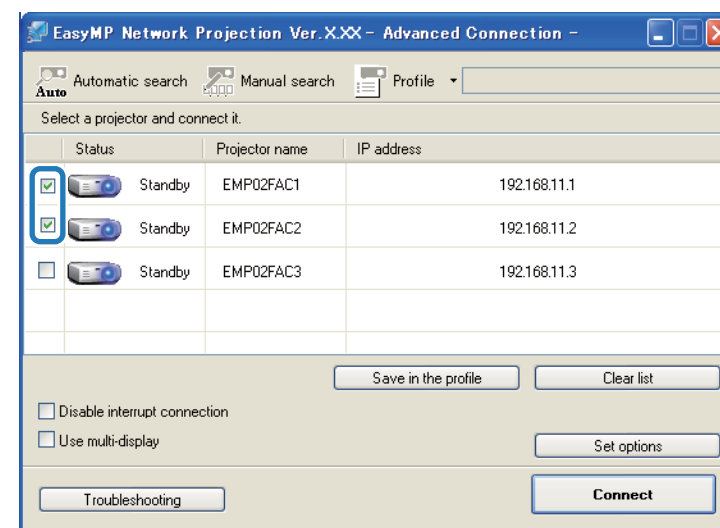 EasyMP Network Projection Ver.X.XX - Advanced Connection -
Auto Automatic search Manual search Profile
Select a projector and connect it.
Status Projector name IP address
Standby EMP02FAC1 192.168.11.1
Standby EMP02FAC2 192.168.11.2
Standby EMP02FAC3 192.168.11.3
Save in the profile Clear list
Disable interrupt connection
Use multi-display
Set options
Troubleshooting Connect